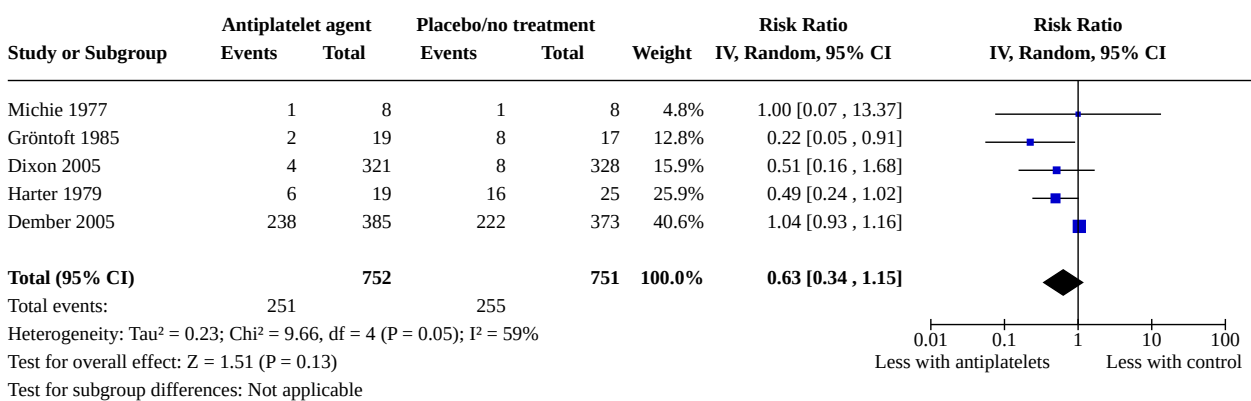 Antiplatelet agent Placebo/no treatment Risk Ratio Risk Ratio
Study or Subgroup Events Total Events Total Weight IV, Random, 95% CI IV, Random, 95% CI
Michie 1977 1 8 1 8 4.8% 1.00 [0.07 , 13.37]
Gröntoft 1985 2 19 8 17 12.8% 0.22 [0.05 , 0.91]
Dixon 2005 4 321 8 328 15.9% 0.51 [0.16 , 1.68]
Harter 1979 6 19 16 25 25.9% 0.49 [0.24 , 1.02]
Dember 2005 238 385 222 373 40.6% 1.04 [0.93 , 1.16]
Total (95% CI) 752 751 100.0% 0.63 [0.34 , 1.15]
Total events: 251 255
Heterogeneity: Tau² = 0.23; Chi² = 9.66, df = 4 (P = 0.05); I² = 59%
Test for overall effect: Z = 1.51 (P = 0.13)
Test for subgroup differences: Not applicable
0.01 0.1 1 10 100
Less with antiplatelets Less with control